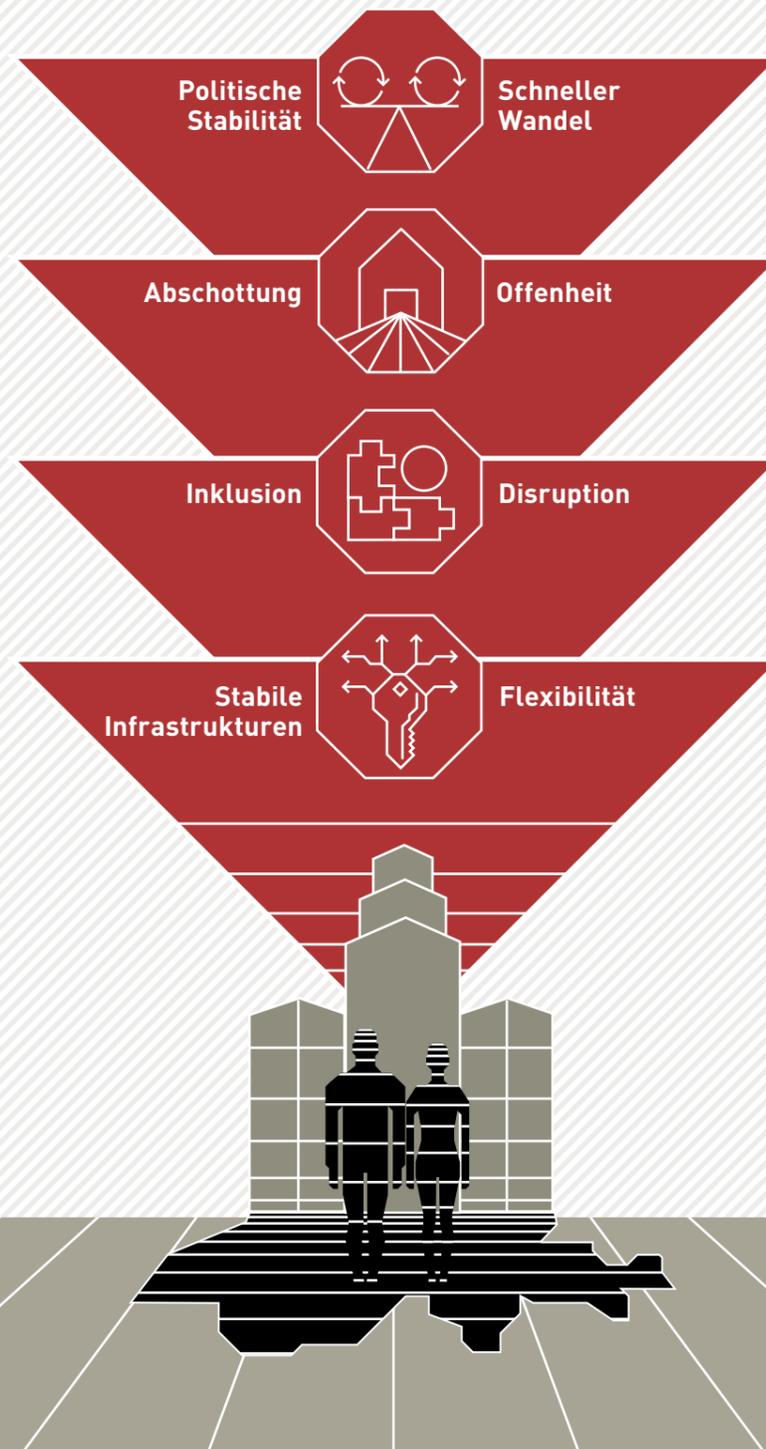 Politische
Stabilität
Schneller
Wandel
Abschottung
Offenheit
Inklusion
Disruption
Stabile
Infrastrukturen
Flexibilität